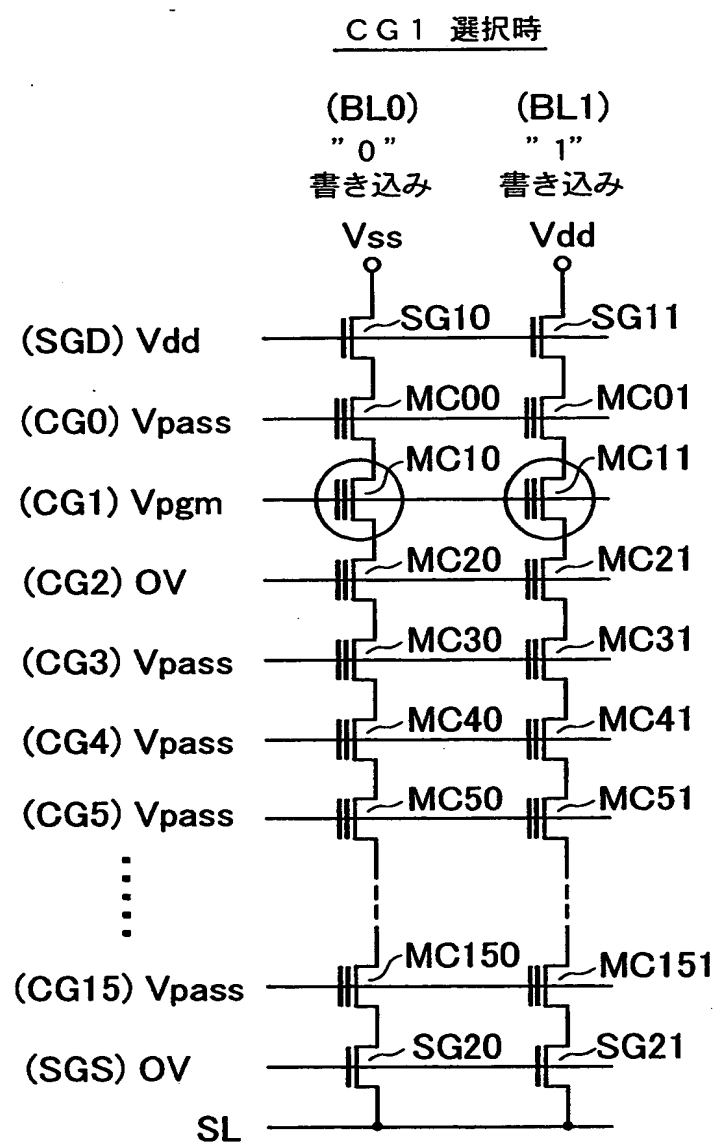 CG1 選択時
(BL0) (BL1)
"0" "1"
書き込み 書き込み
Vss Vdd
(SGD) Vdd SG10 SG11
(CG0) Vpass MC00 MC01
(CG1) Vpgm MC10 MC11
(CG2) 0V MC20 MC21
(CG3) Vpass MC30 MC31
(CG4) Vpass MC40 MC41
(CG5) Vpass MC50 MC51
(CG15) Vpass MC150 MC151
(SGS) 0V SG20 SG21
SL